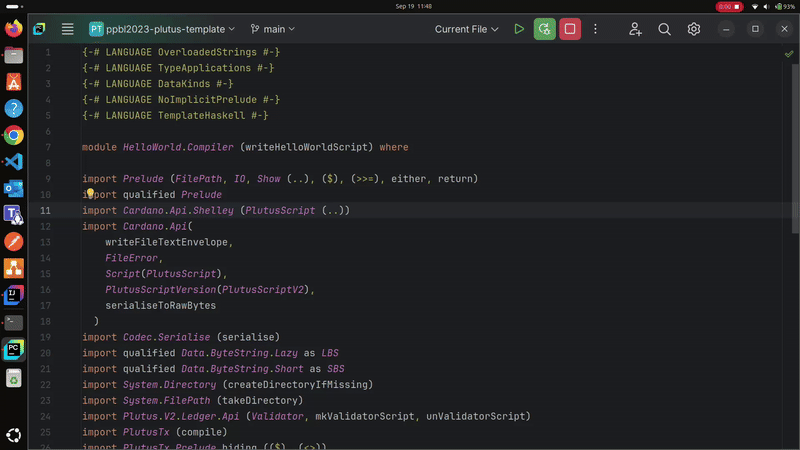 Sep 19 11:48
0:00
93%
PT ppbl2023-plutus-template
main
Current File
1 {-# LANGUAGE OverloadedStrings #-}
2 {-# LANGUAGE TypeApplications #-}
3 {-# LANGUAGE DataKinds #-}
4 {-# LANGUAGE NoImplicitPrelude #-}
5 {-# LANGUAGE TemplateHaskell #-}
6
7 module HelloWorld.Compiler (writeHelloWorldScript) where
8
9 import Prelude (FilePath, IO, Show (..), ($), (>>=), either, return)
10 import qualified Prelude
11 import Cardano.Api.Shelley (PlutusScript (..))
12 import Cardano.Api(
13 writeFileTextEnvelope,
14 FileError,
15 Script(PlutusScript),
16 PlutusScriptVersion(PlutusScriptV2),
17 serialiseToRawBytes
18 )
19 import Codec.Serialise (serialise)
20 import qualified Data.ByteString.Lazy as LBS
21 import qualified Data.ByteString.Short as SBS
22 import System.Directory (createDirectoryIfMissing)
23 import System.FilePath (takeDirectory)
24 import Plutus.V2.Ledger.Api (Validator, mkValidatorScript, unValidatorScript)
25 import PlutusTx (compile)
26 import PlutusTx.Prelude hiding (($), (<>))